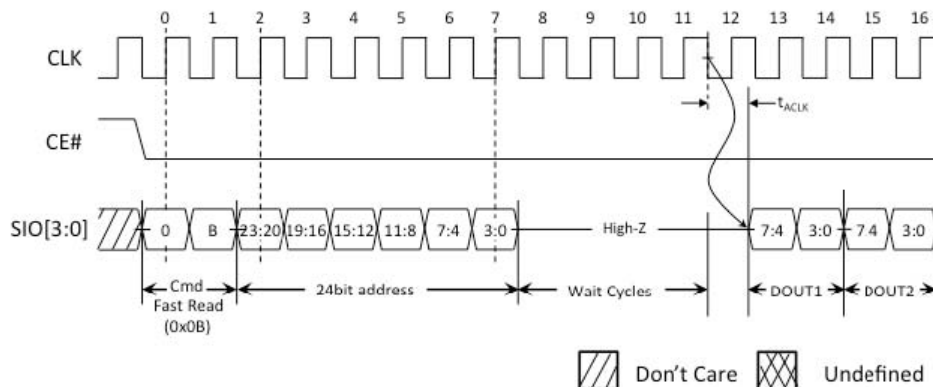 0 1 2 3 4 5 6 7 8 9 10 11 12 13 14 15 16
CLK
tACLK
CE#
SIO[3:0]
0 B 23:20 19:16 15:12 11:8 7:4 3:0 High-Z 7:4 3:0 7 4 3:0
Cmd
Fast Read
(0x0B)
24bit address
Wait Cycles
DOUT1
DOUT2
Don't Care
Undefined